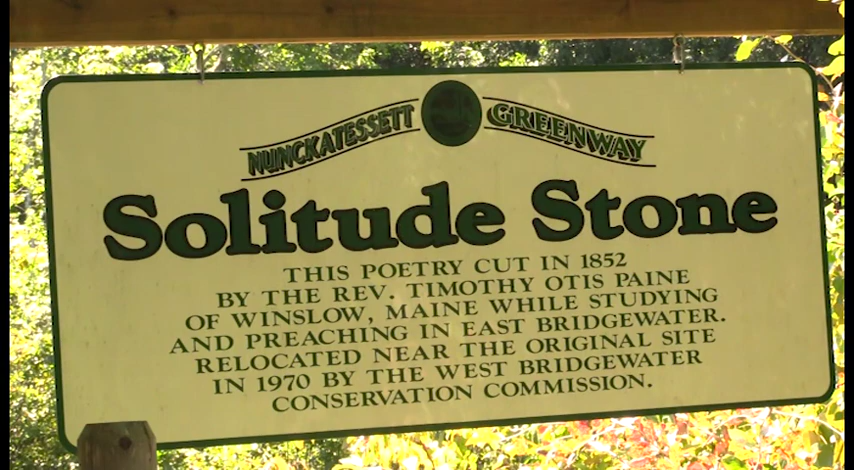 NUNCKATESSETT GREENWAY
Solitude Stone
THIS POETRY CUT IN 1852
BY THE REV. TIMOTHY OTIS PAINE
OF WINSLOW, MAINE WHILE STUDYING
AND PREACHING IN EAST BRIDGEWATER.
RELOCATED NEAR THE ORIGINAL SITE
IN 1970 BY THE WEST BRIDGEWATER
CONSERVATION COMMISSION.